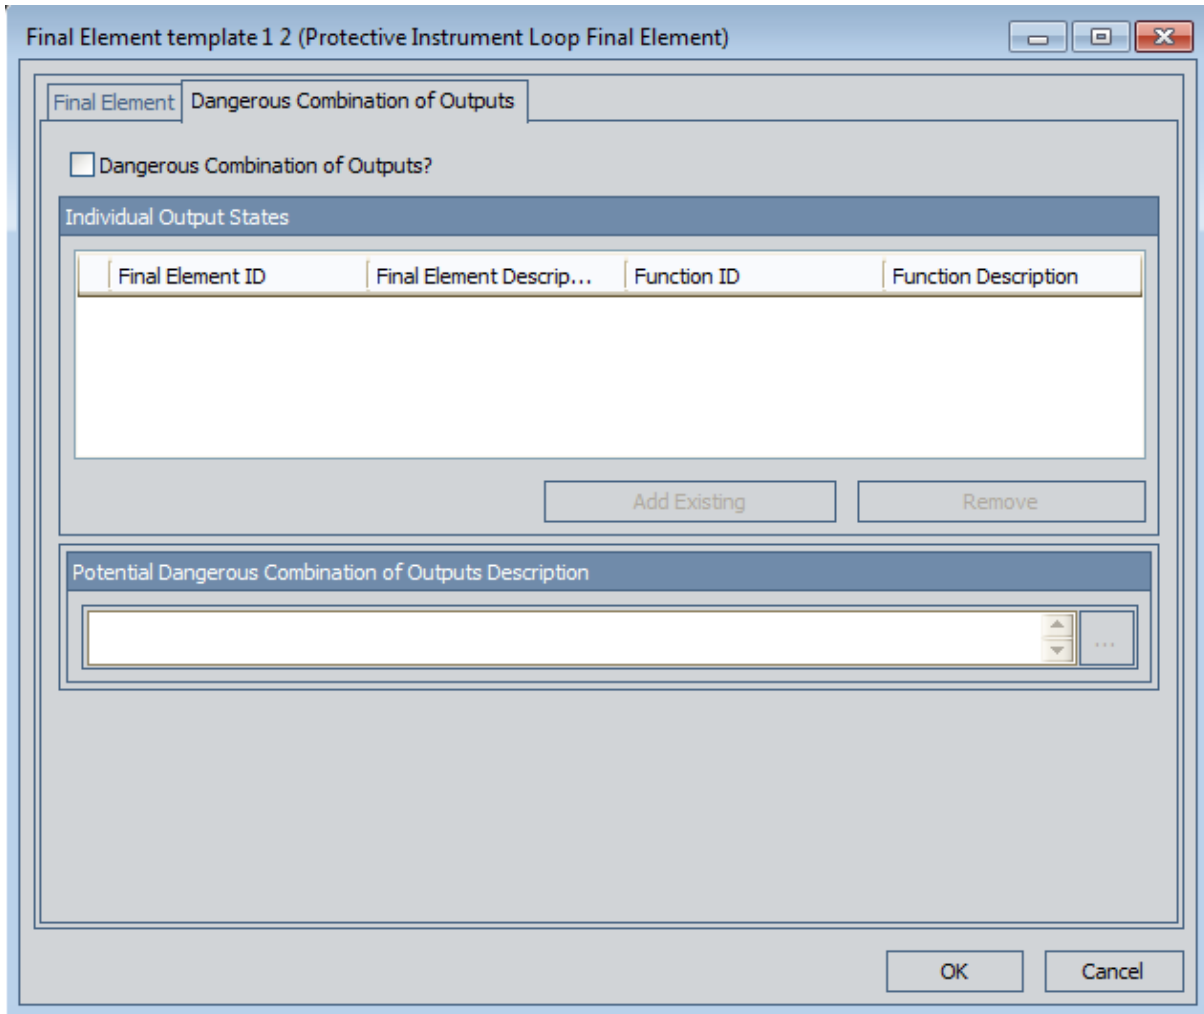 Final Element template 1 2 (Protective Instrument Loop Final Element)
Final Element Dangerous Combination of Outputs
Dangerous Combination of Outputs?
Individual Output States
Final Element ID Final Element Descrip... Function ID Function Description
Add Existing Remove
Potential Dangerous Combination of Outputs Description
...
OK Cancel